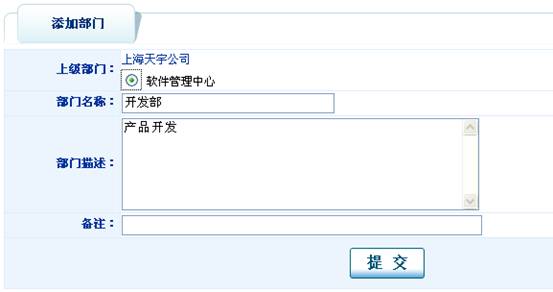 添加部门
上级部门：
上海天宇公司
软件管理中心
部门名称：
开发部
部门描述：
产品开发
备注：
提 交